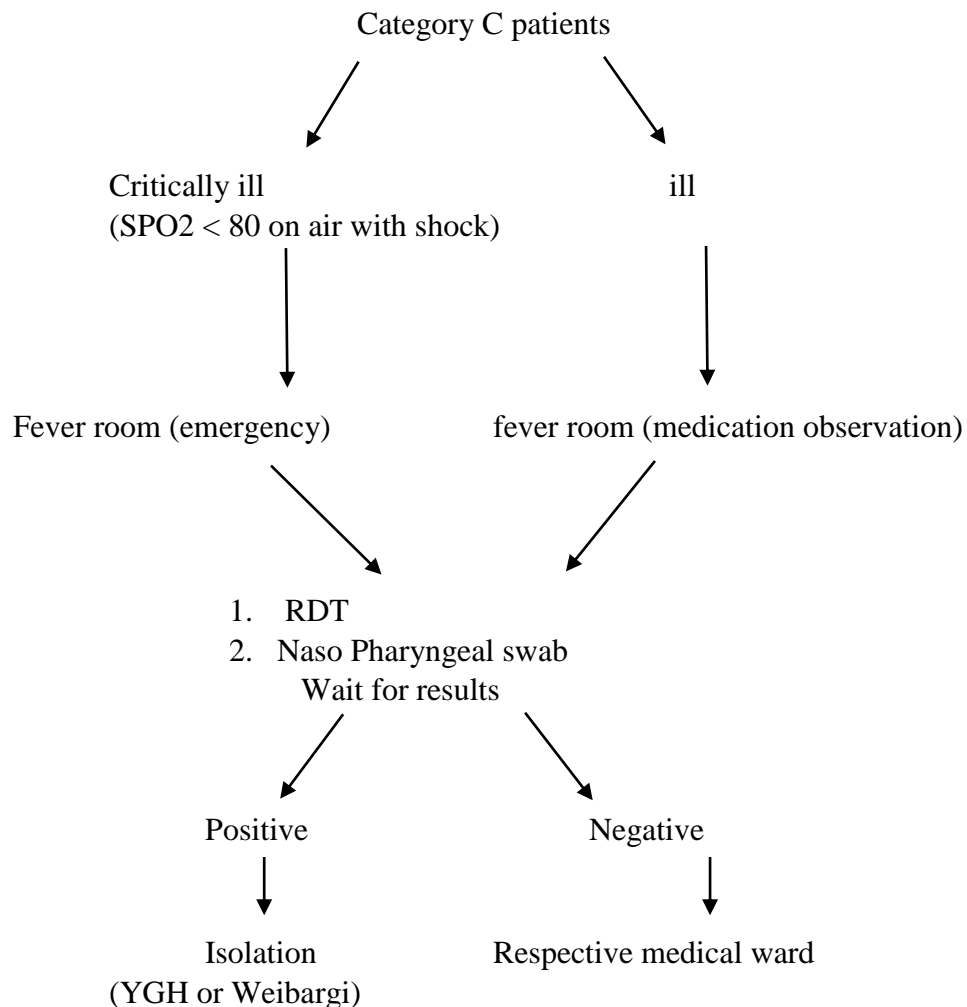 Category C patients
Critically ill
(SPO2 < 80 on air with shock)
ill
Fever room (emergency)
fever room (medication observation)
1. RDT
2. Naso Pharyngeal swab
Wait for results
Positive
Negative
Isolation
(YGH or Weibargi)
Respective medical ward